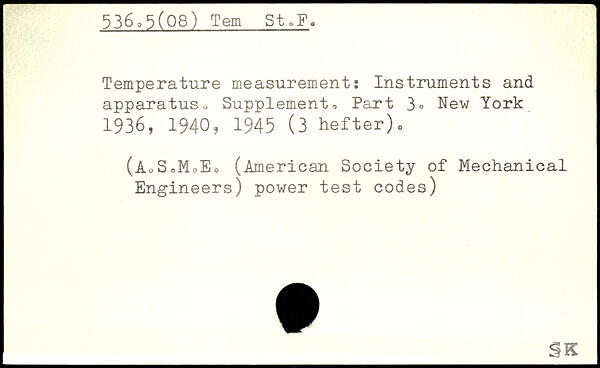 536.5(08) Tem St.F.
Temperature measurement: Instruments and
apparatus. Supplement. Part 3. New York
1936, 1940, 1945 (3 hefter).
(A.S.M.E. (American Society of Mechanical
Engineers) power test codes)
SK